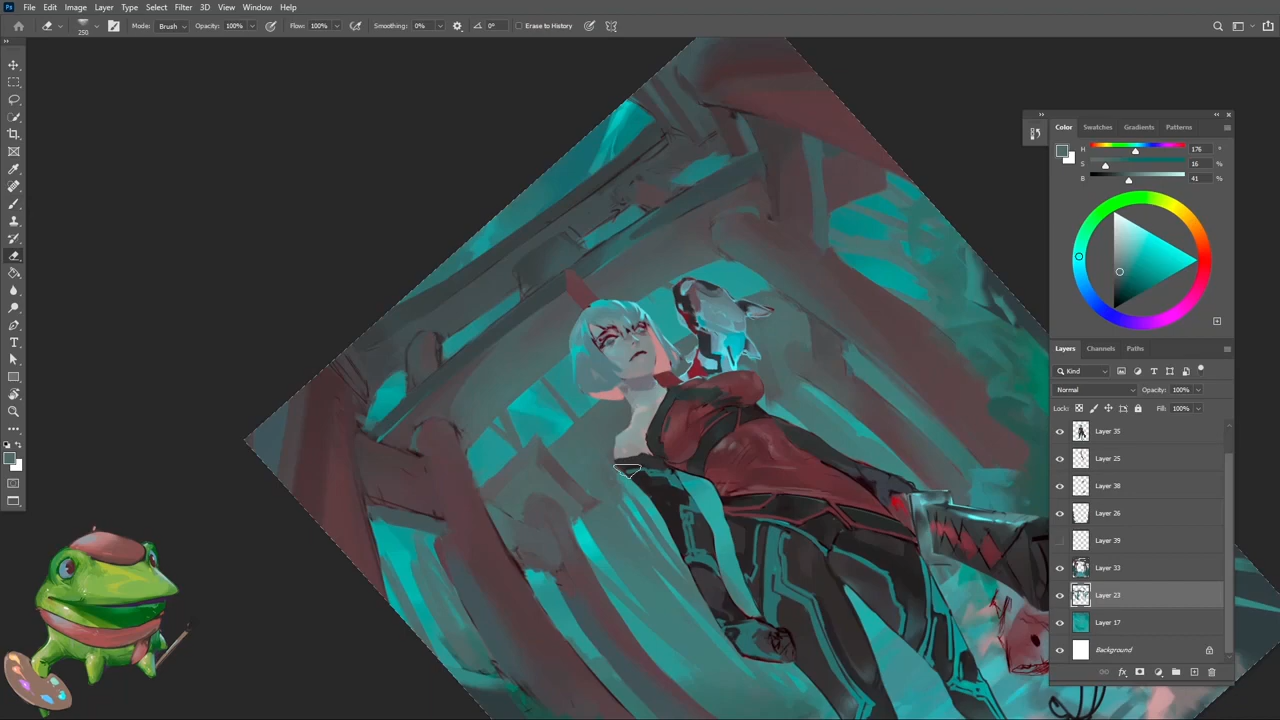 Ps File Edit Image Layer Type Select Filter 3D View Window Help
250 Mode: Brush Opacity: 100% Flow: 100% Smoothing: 0% 0° Erase to History
Color Swatches Gradients Patterns
H 176 °
S 16 %
B 41 %
Layers Channels Paths
Kind
Normal Opacity: 100%
Lock: Fill: 100%
Layer 35
Layer 25
Layer 38
Layer 26
Layer 39
Layer 33
Layer 23
Layer 17
Background